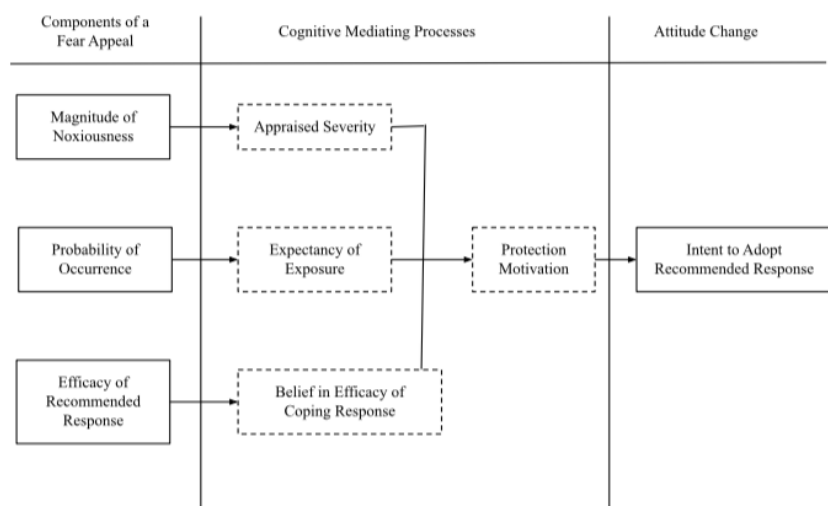 Components of a
Fear Appeal
Cognitive Mediating Processes
Attitude Change
Magnitude of
Noxiousness
Appraised Severity
Probability of
Occurrence
Expectancy of
Exposure
Protection
Motivation
Intent to Adopt
Recommended Response
Efficacy of
Recommended
Response
Belief in Efficacy of
Coping Response